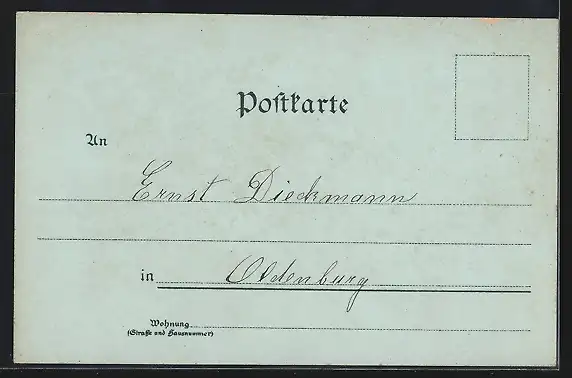 Postkarte
An
Ernst Dieckmann
in Oldenburg
Wohnung
(Straße und Hausnummer)